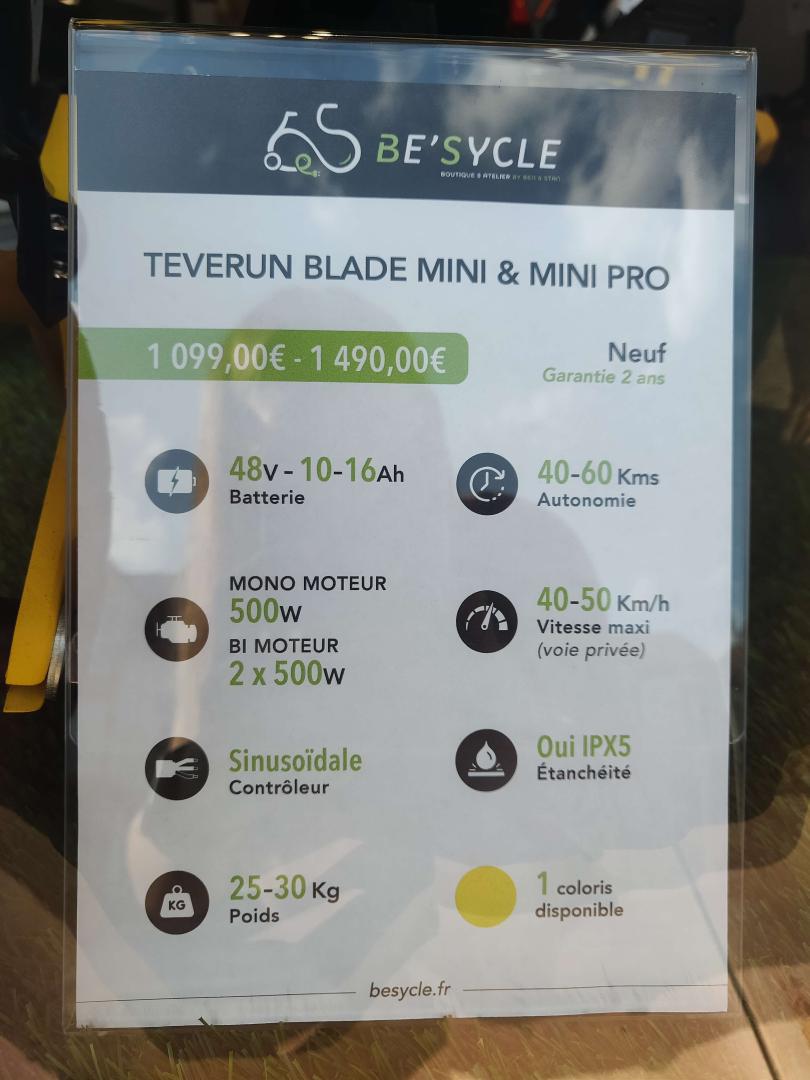 BE'SYCLE
BOUTIQUE & ATELIER BY BEN & STAN
TEVERUN BLADE MINI & MINI PRO
1 099,00€ - 1 490,00€
Neuf
Garantie 2 ans
48V - 10-16Ah
Batterie
40-60 Kms
Autonomie
MONO MOTEUR
500W
BI MOTEUR
2 x 500W
40-50 Km/h
Vitesse maxi
(voie privée)
Sinusoïdale
Contrôleur
Oui IPX5
Étanchéité
KG
25-30 Kg
Poids
1 coloris
disponible
besycle.fr